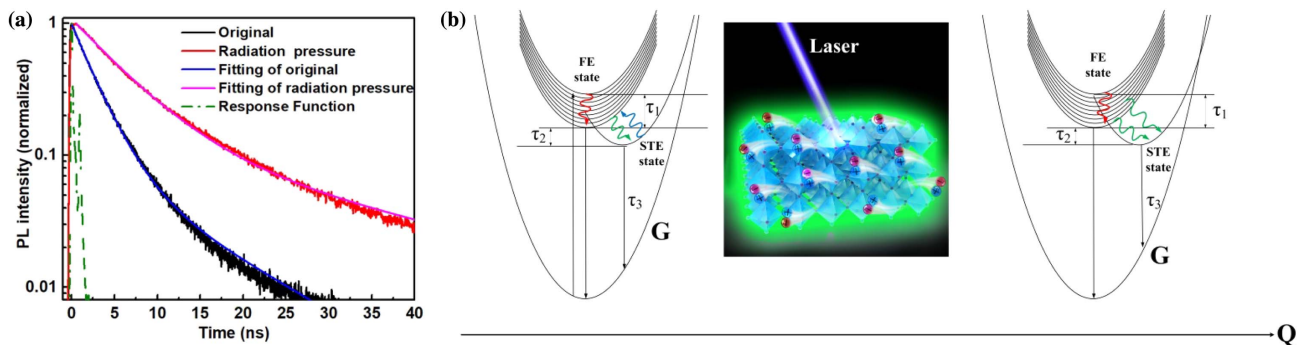 (a)
PL intensity (normalized)
1
0.1
0.01
Original
Radiation pressure
Fitting of original
Fitting of radiation pressure
Response Function
0 5 10 15 20 25 30 35 40
Time (ns)
(b)
FE
state
τ1
τ2
STE
state
τ3
G
Laser
FE
state
τ1
τ2
STE
state
τ3
G
Q